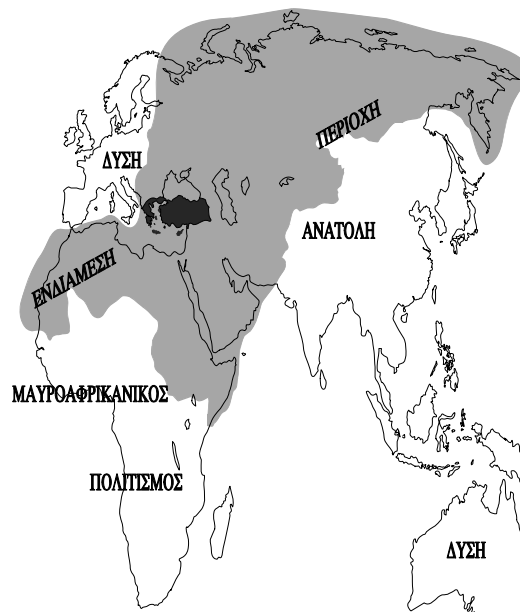 ΠΕΡΙΟΧΗ
ΔΥΣΗ
ΑΝΑΤΟΛΗ
ΕΝΔΙΑΜΕΣΗ
ΜΑΥΡΟΑΦΡΙΚΑΝΙΚΟΣ
ΠΟΛΙΤΙΣΜΟΣ
ΔΥΣΗ